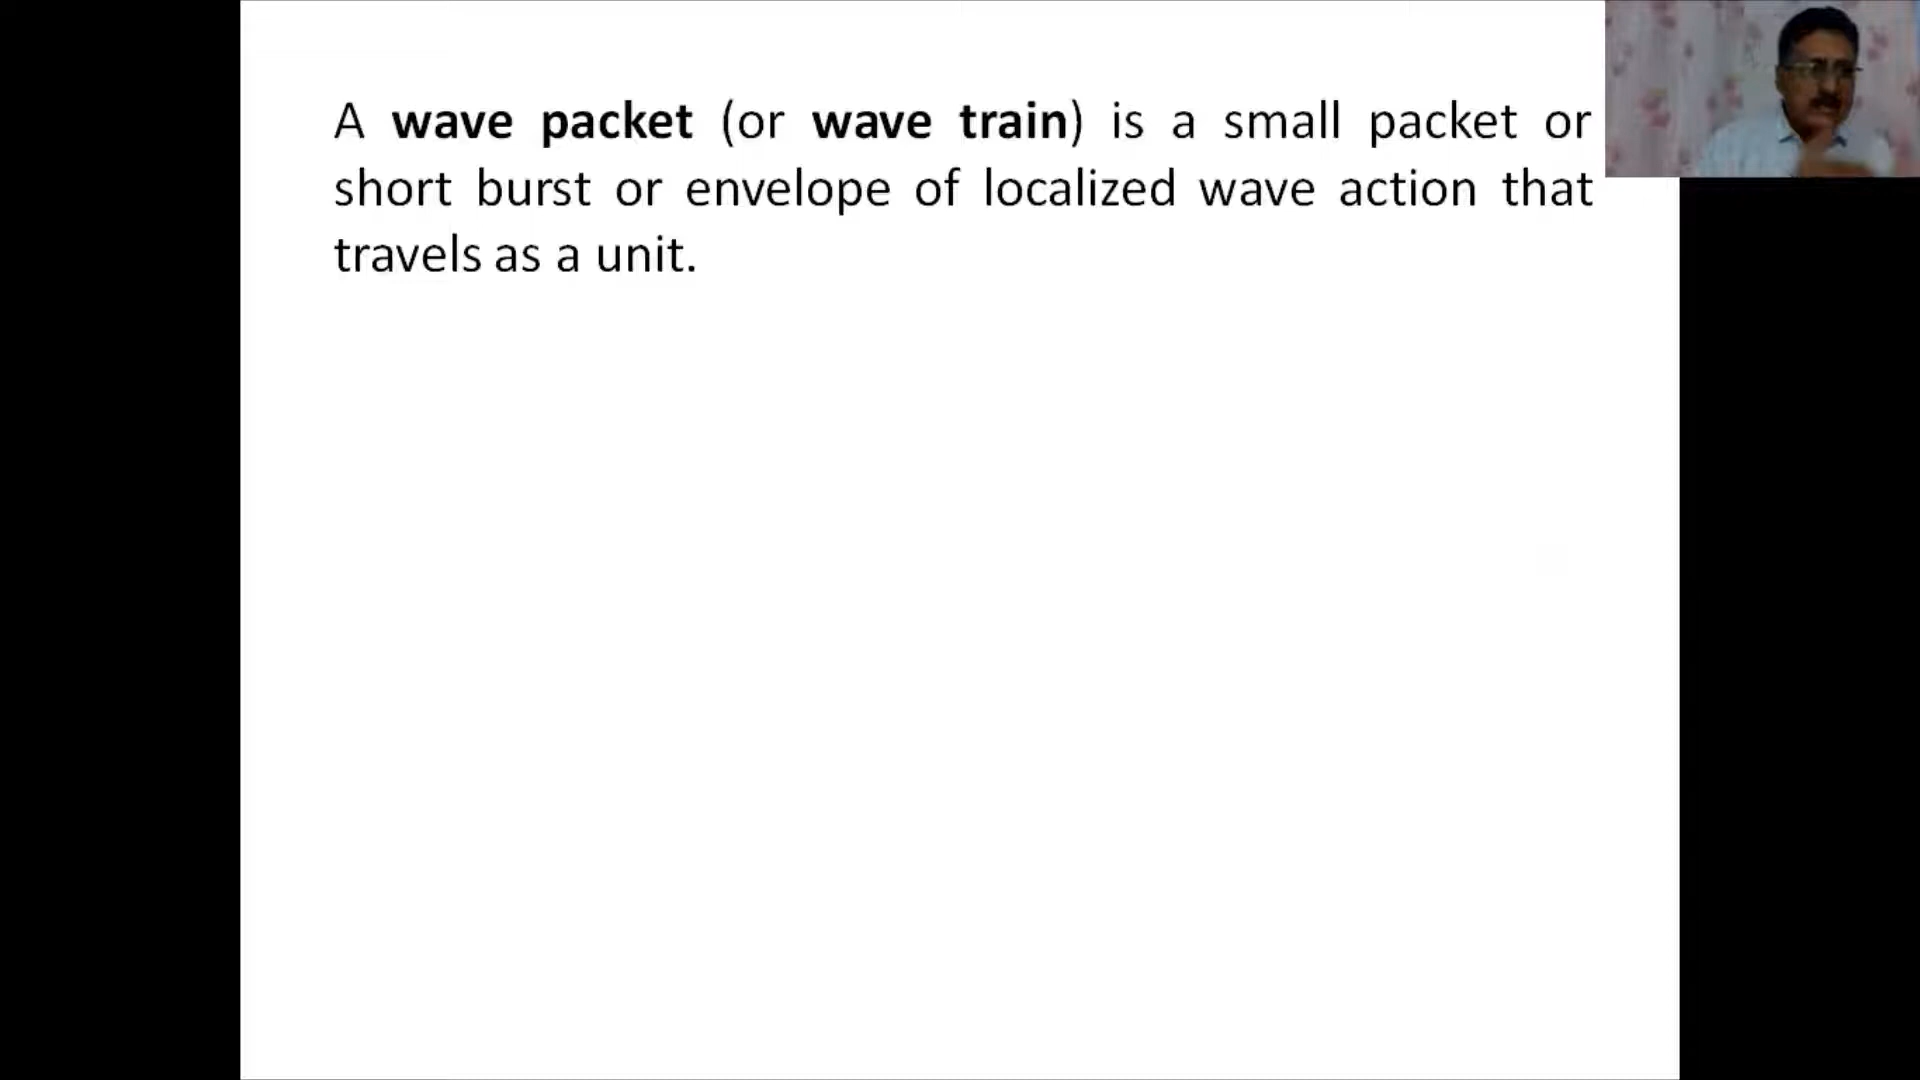 A wave packet (or wave train) is a small packet or
short burst or envelope of localized wave action that
travels as a unit.